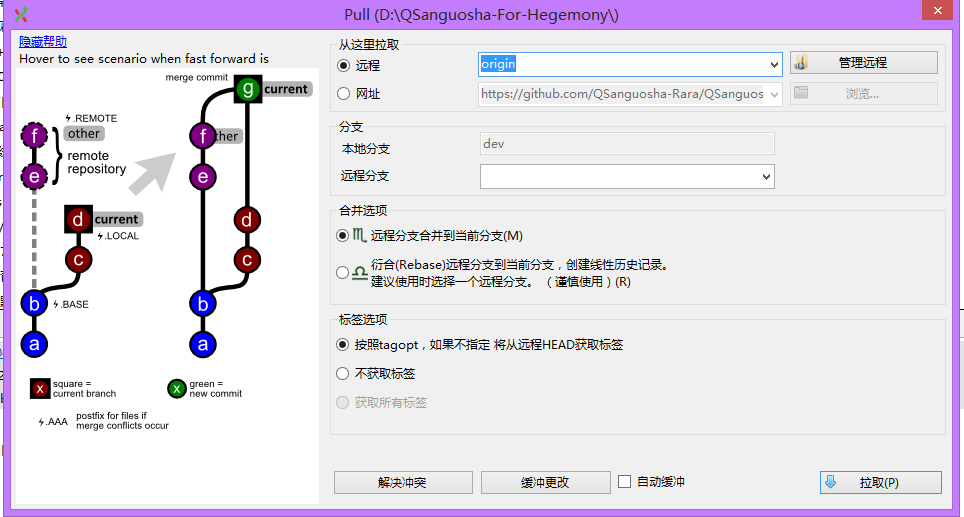 Pull (D:\QSanguosha-For-Hegemony\)
隐藏帮助
Hover to see scenario when fast forward is
merge commit
g
current
.REMOTE
f
other
e
remote
repository
f
ther
e
d
current
.LOCAL
c
d
c
b
.BASE
b
a
a
x
square =
current branch
x
green =
new commit
.AAA
postfix for files if
merge conflicts occur
从这里拉取
远程
origin
管理远程
网址
https://github.com/QSanguosha-Rara/QSanguos
浏览...
分支
本地分支
dev
远程分支
合并选项
远程分支合并到当前分支(M)
衍合(Rebase)远程分支到当前分支，创建线性历史记录。
建议使用时选择一个远程分支。 （谨慎使用）(R)
标签选项
按照tagopt，如果不指定 将从远程HEAD获取标签
不获取标签
获取所有标签
解决冲突
缓冲更改
自动缓冲
拉取(P)